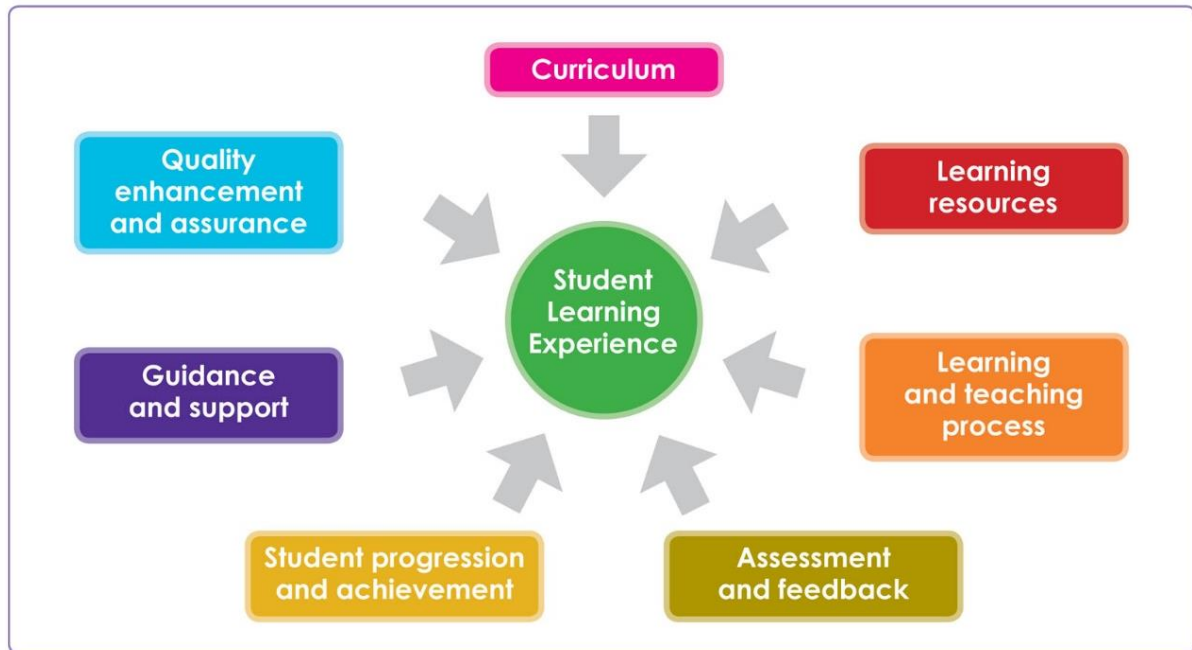 Curriculum
Quality
enhancement
and assurance
Learning
resources
Student
Learning
Experience
Guidance
and support
Learning
and teaching
process
Student progression
and achievement
Assessment
and feedback